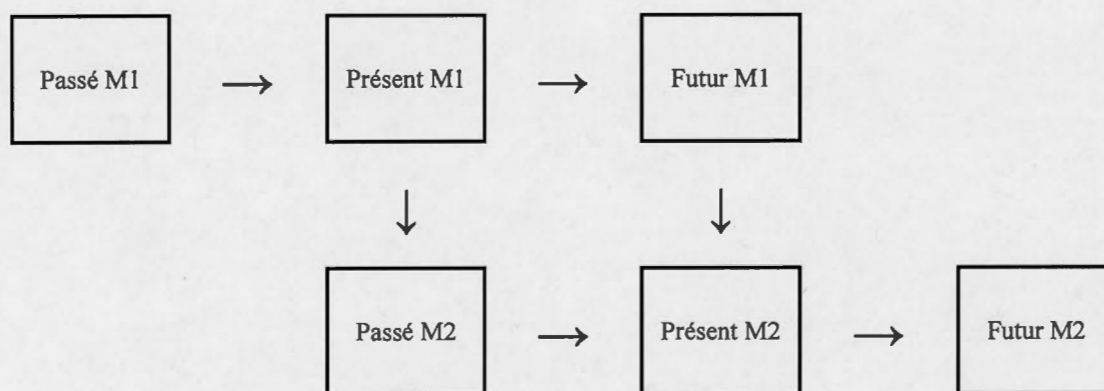 Passé M1
Présent M1
Futur M1
Passé M2
Présent M2
Futur M2